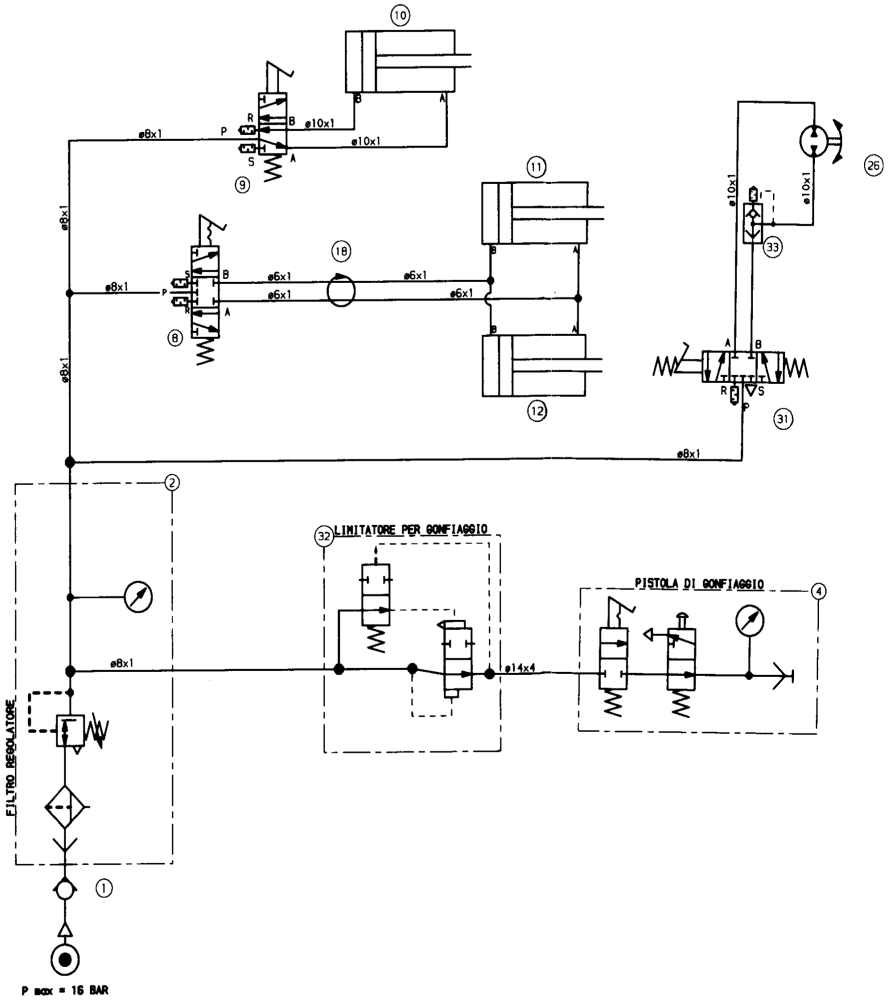 10
R
B
P
S
A
B
A
ø8x1
ø10x1
ø10x1
9
26
11
ø10x1
ø10x1
33
ø8x1
18
S
B
ø6x1
ø6x1
ø8x1
P
ø6x1
ø6x1
R
A
B
A
8
B
A
12
ø8x1
A
B
R
S
P
31
ø8x1
2
32
LIMITATORE PER GONFIAGGIO
PISTOLA DI GONFIAGGIO
4
ø8x1
ø14x4
FILTRO REGOLATORE
1
P max = 16 BAR